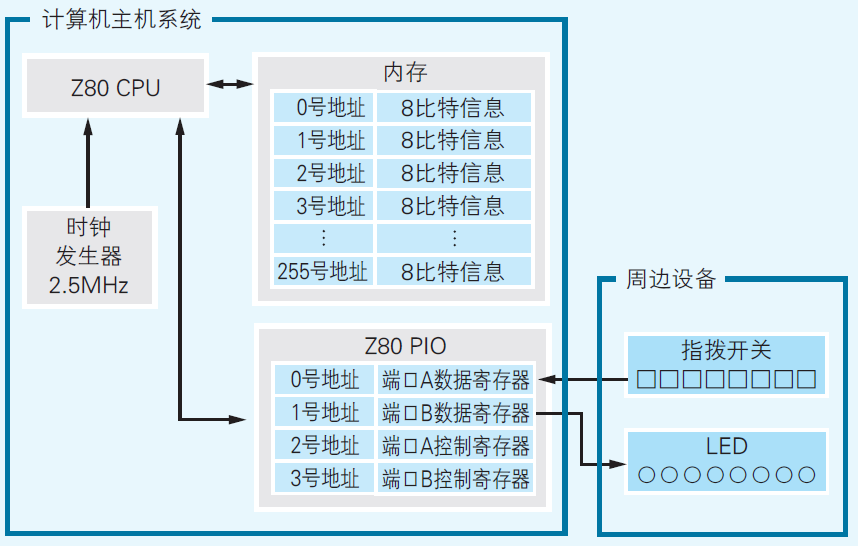 计算机主机系统
Z80 CPU
内存
0号地址 8比特信息
1号地址 8比特信息
2号地址 8比特信息
3号地址 8比特信息
⋮ ⋮
255号地址 8比特信息
时钟
发生器
2.5MHz
Z80 PIO
0号地址 端口A数据寄存器
1号地址 端口B数据寄存器
2号地址 端口A控制寄存器
3号地址 端口B控制寄存器
周边设备
指拨开关
□□□□□□□□
LED
○○○○○○○○